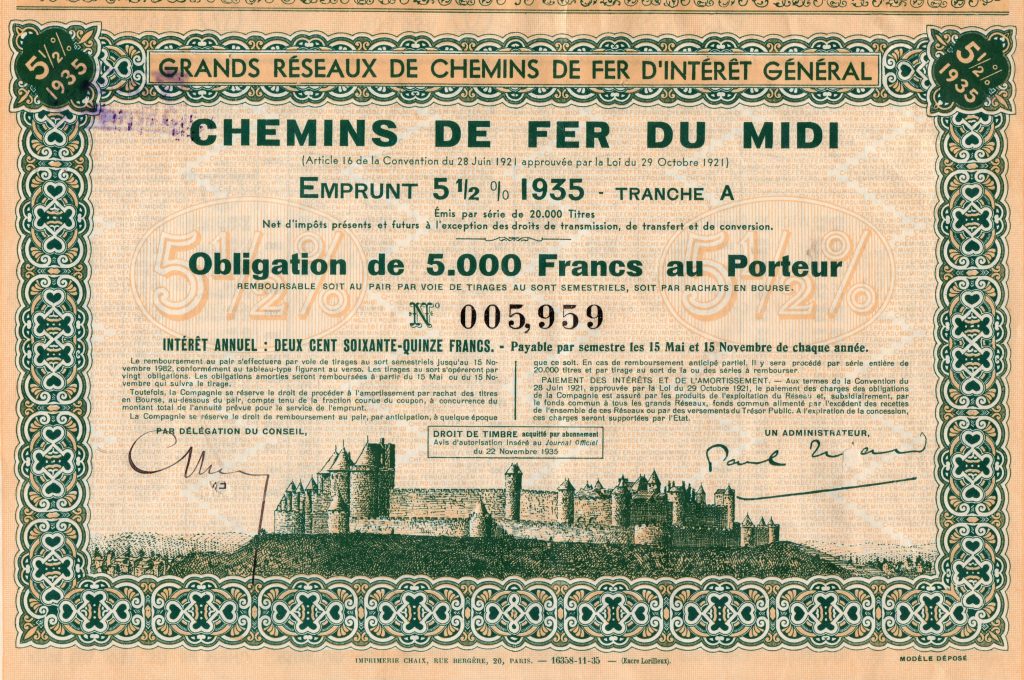 5 1/2 % 1935
5 1/2 % 1935
GRANDS RÉSEAUX DE CHEMINS DE FER D'INTÉRÊT GÉNÉRAL
CHEMINS DE FER DU MIDI
(Article 16 de la Convention du 28 Juin 1921 approuvée par la Loi du 29 Octobre 1921)
EMPRUNT 5 1/2 % 1935 - TRANCHE A
Émis par série de 20.000 Titres
Net d'impôts présents et futurs à l'exception des droits de transmission, de transfert et de conversion.
5 1/2 %
5 1/2 %
Obligation de 5.000 Francs au Porteur
REMBOURSABLE SOIT AU PAIR PAR VOIE DE TIRAGES AU SORT SEMESTRIELS, SOIT PAR RACHATS EN BOURSE.
No 005,959
INTÉRÊT ANNUEL : DEUX CENT SOIXANTE-QUINZE FRANCS. - Payable par semestre les 15 Mai et 15 Novembre de chaque année.
Le remboursement au pair s'effectuera par voie de tirages au sort semestriels jusqu'au 15 No-
vembre 1982, conformément au tableau-type figurant au verso. Les tirages au sort s'opéreront par
vingt obligations. Les obligations amorties seront remboursées à partir du 15 Mai ou du 15 No-
vembre qui suivra le tirage.
Toutefois, la Compagnie se réserve le droit de procéder à l'amortissement par rachat des titres
en Bourse, au-dessous du pair, compte tenu de la fraction courue du coupon, à concurrence du
montant total de l'annuité prévue pour le service de l'emprunt.
La Compagnie se réserve le droit de remboursement au pair, par anticipation, à quelque époque
que ce soit. En cas de remboursement anticipé partiel, il y sera procédé par série entière de
20.000 titres et par tirage au sort de la ou des séries à rembourser
PAIEMENT DES INTÉRÊTS ET DE L'AMORTISSEMENT. — Aux termes de la Convention du
28 Juin 1921, approuvée par la Loi du 29 Octobre 1921, le paiement des charges des obligations
de la Compagnie est assuré par les produits de l'exploitation du Réseau et, subsidiairement, par
le fonds commun à tous les grands Réseaux, fonds commun alimenté par l'excédent des recettes
de l'ensemble de ces Réseaux ou par des versements du Trésor Public. A l'expiration de la concession,
ces charges seront supportées par l'État.
PAR DÉLÉGATION DU CONSEIL,
DROIT DE TIMBRE acquitté par abonnement
Avis d'autorisation inséré au Journal Officiel
du 22 Novembre 1935
UN ADMINISTRATEUR,
IMPRIMERIE CHAIX, RUE BERGÈRE, 20, PARIS. — 16358-11-35 — (Encre Lorilleux).
MODÈLE DÉPOSÉ